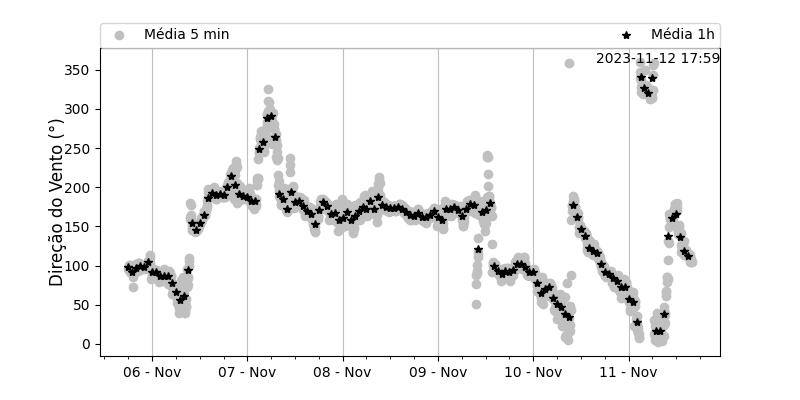 Média 5 min
Média 1h
2023-11-12 17:59
Direção do Vento (°)
350
300
250
200
150
100
50
0
06 - Nov
07 - Nov
08 - Nov
09 - Nov
10 - Nov
11 - Nov